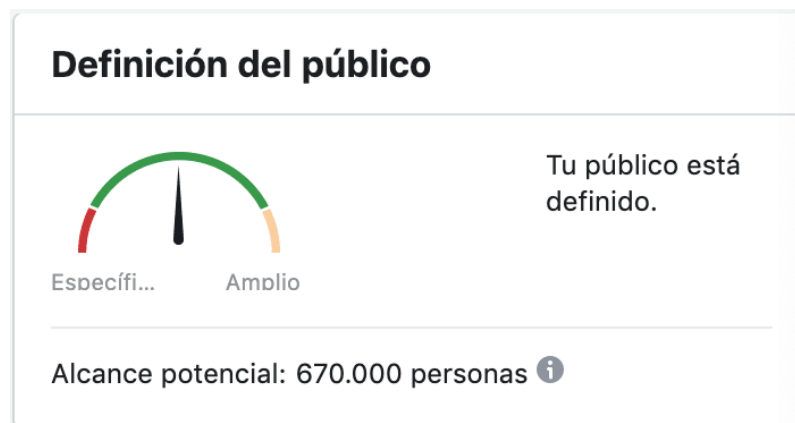 Definición del público
Tu público está
definido.
Específi... Amplio
Alcance potencial: 670.000 personas